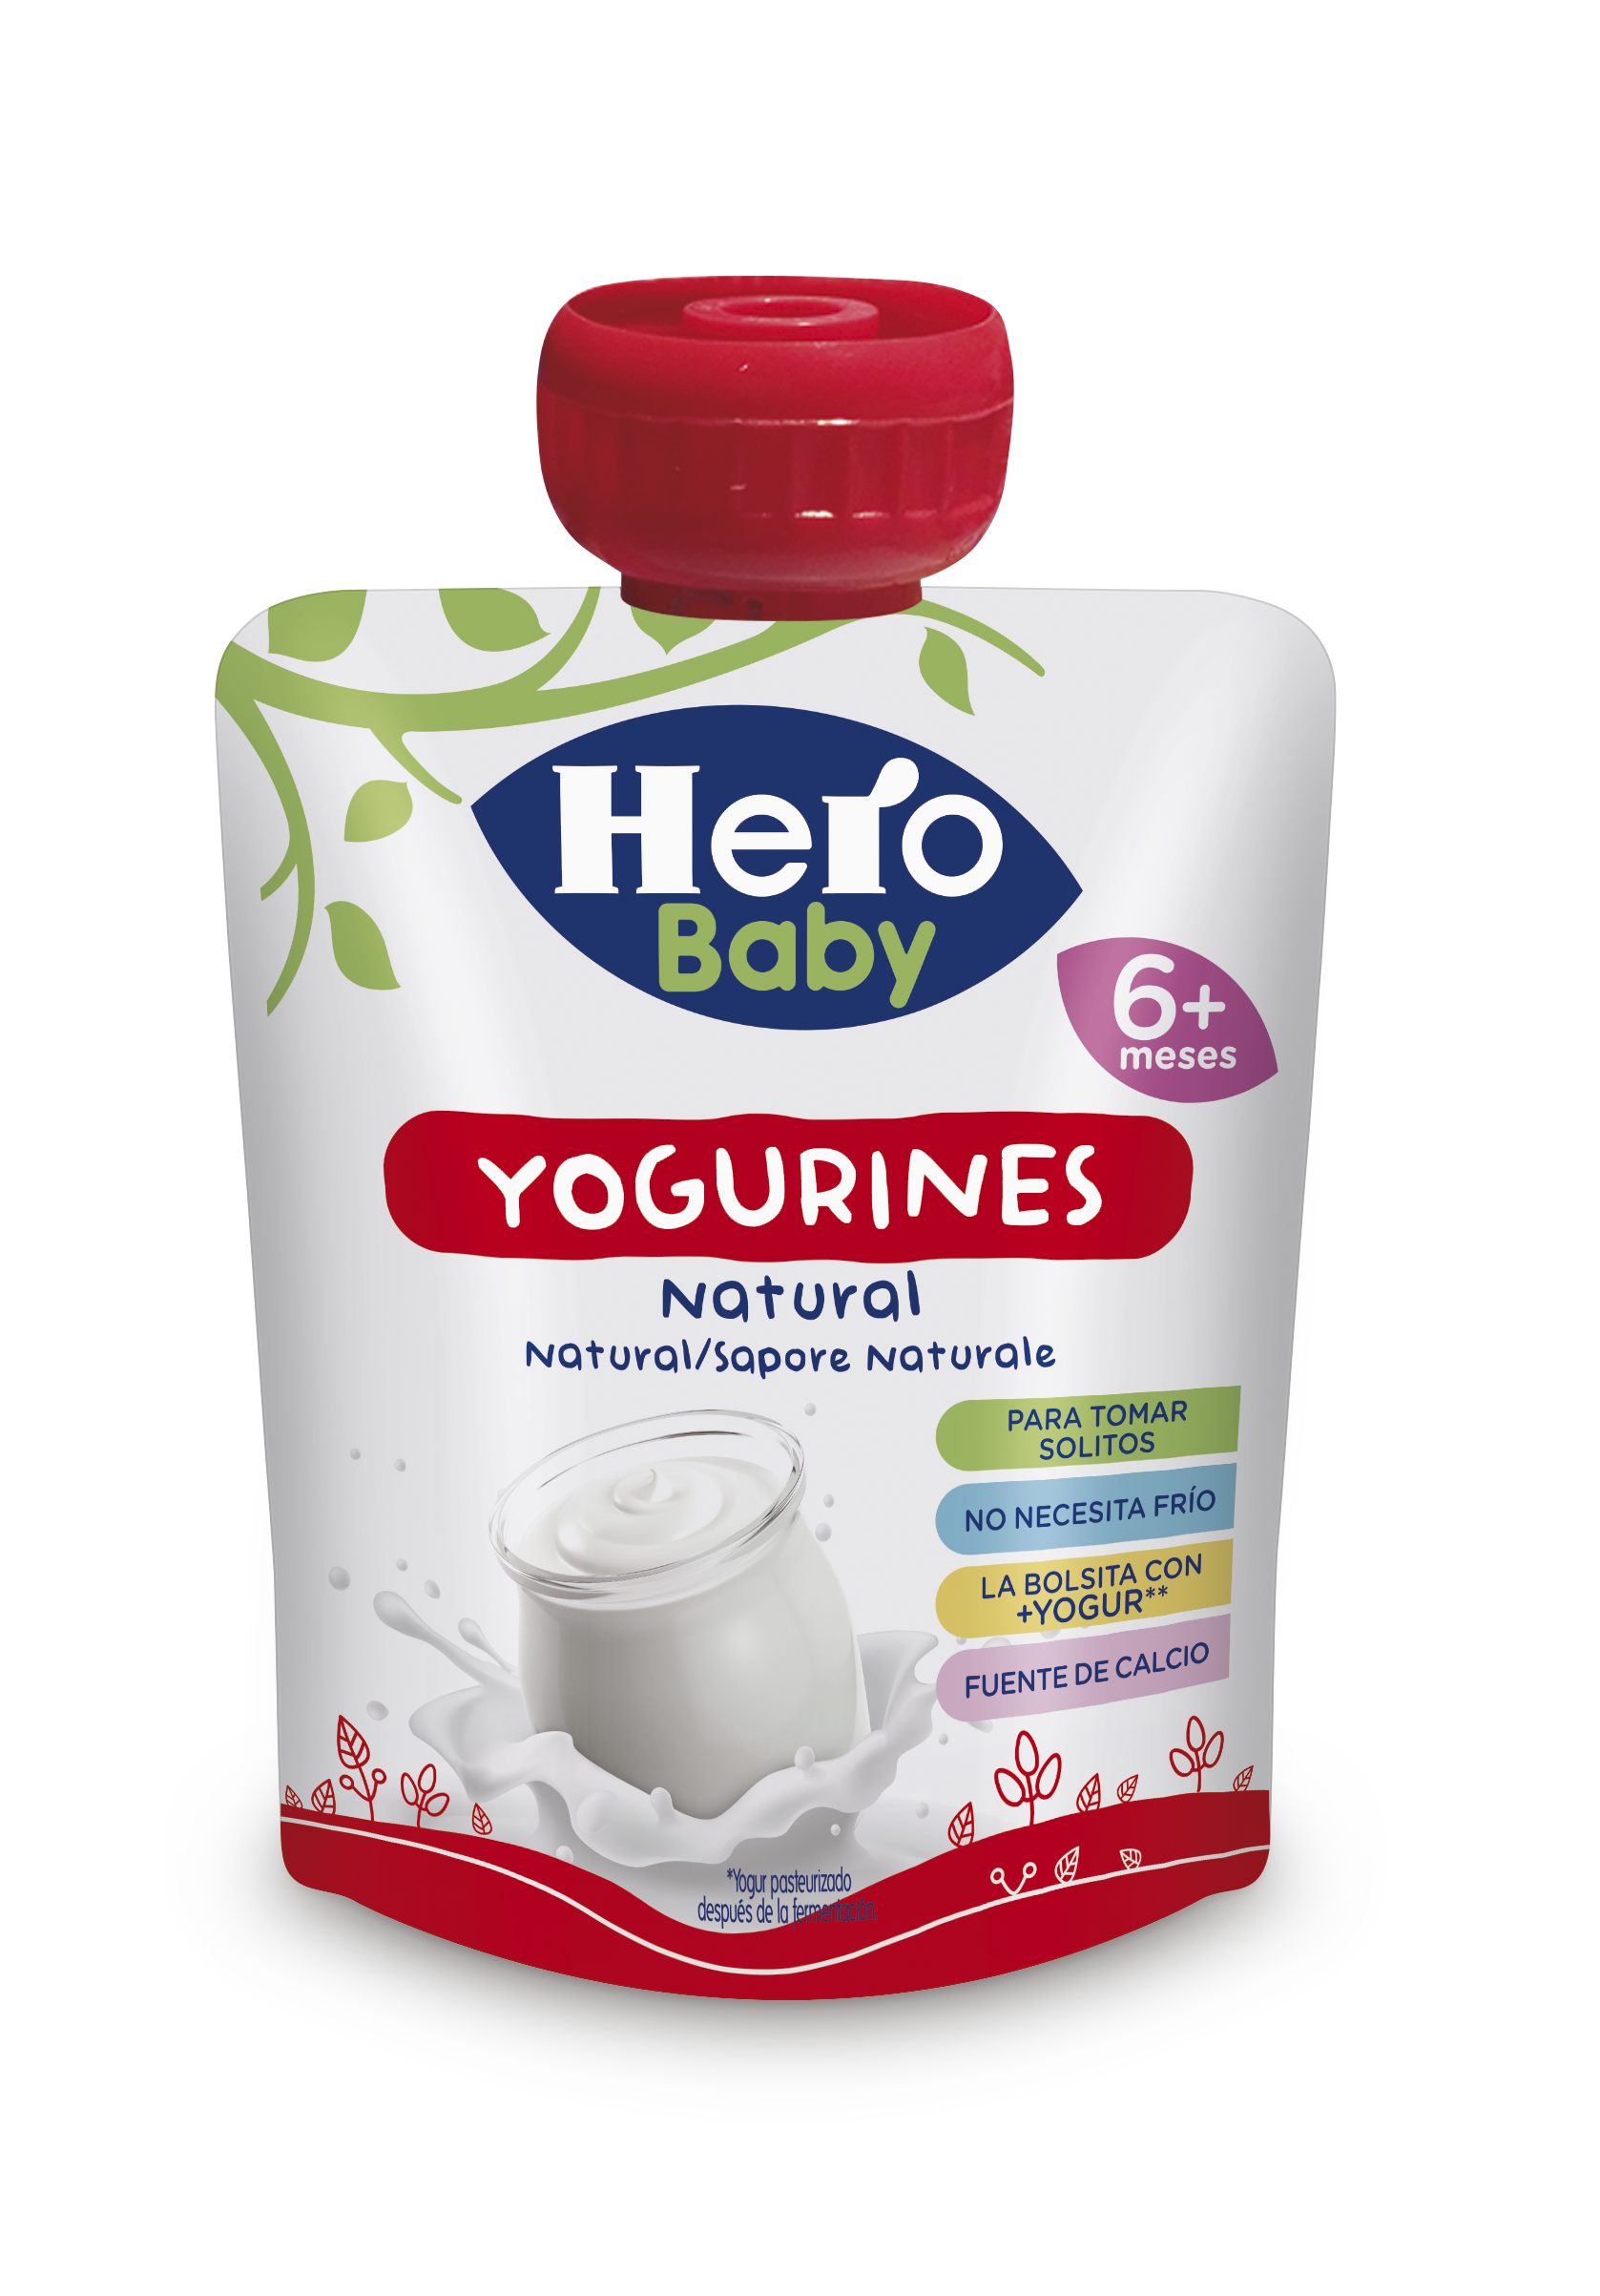 Hero
Baby
6+
meses
YOGURINES
Natural
Natural/Sapore Naturale
PARA TOMAR
SOLITOS
NO NECESITA FRÍO
LA BOLSITA CON
+YOGUR**
FUENTE DE CALCIO
*Yogur pasteurizado
después de la fermentación.